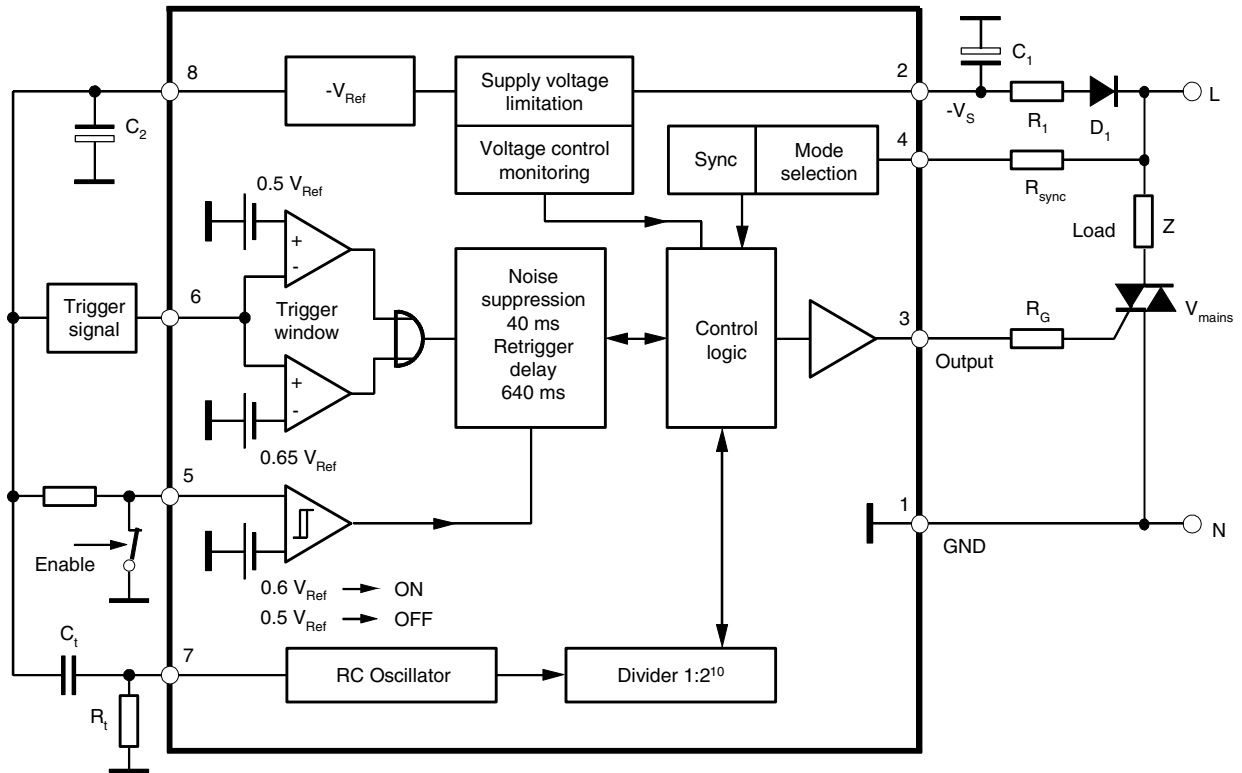 8
-V_Ref
Supply voltage
limitation
Voltage control
monitoring
2
C_1
-V_S
R_1
D_1
L
C_2
4
Sync
Mode
selection
R_sync
0.5 V_Ref
+
-
Load
Z
Trigger
signal
6
Trigger
window
Noise
suppression
40 ms
Retrigger
delay
640 ms
Control
logic
3
Output
R_G
V_mains
+
-
0.65 V_Ref
5
Enable
0.6 V_Ref
ON
0.5 V_Ref
OFF
1
GND
N
C_t
R_t
7
RC Oscillator
Divider 1:2^10